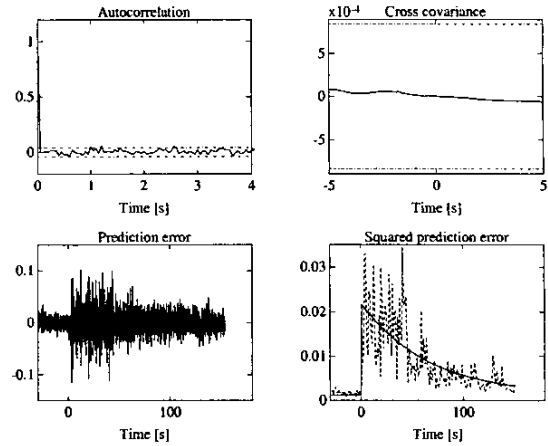 Autocorrelation
1
0.5
0
0 1 2 3 4
Time [s]
×10⁻⁴ Cross covariance
5
0
-5
-5 0 5
Time [s]
Prediction error
0.1
0
-0.1
0 100
Time [s]
Squared prediction error
0.03
0.02
0.01
0
0 100
Time [s]